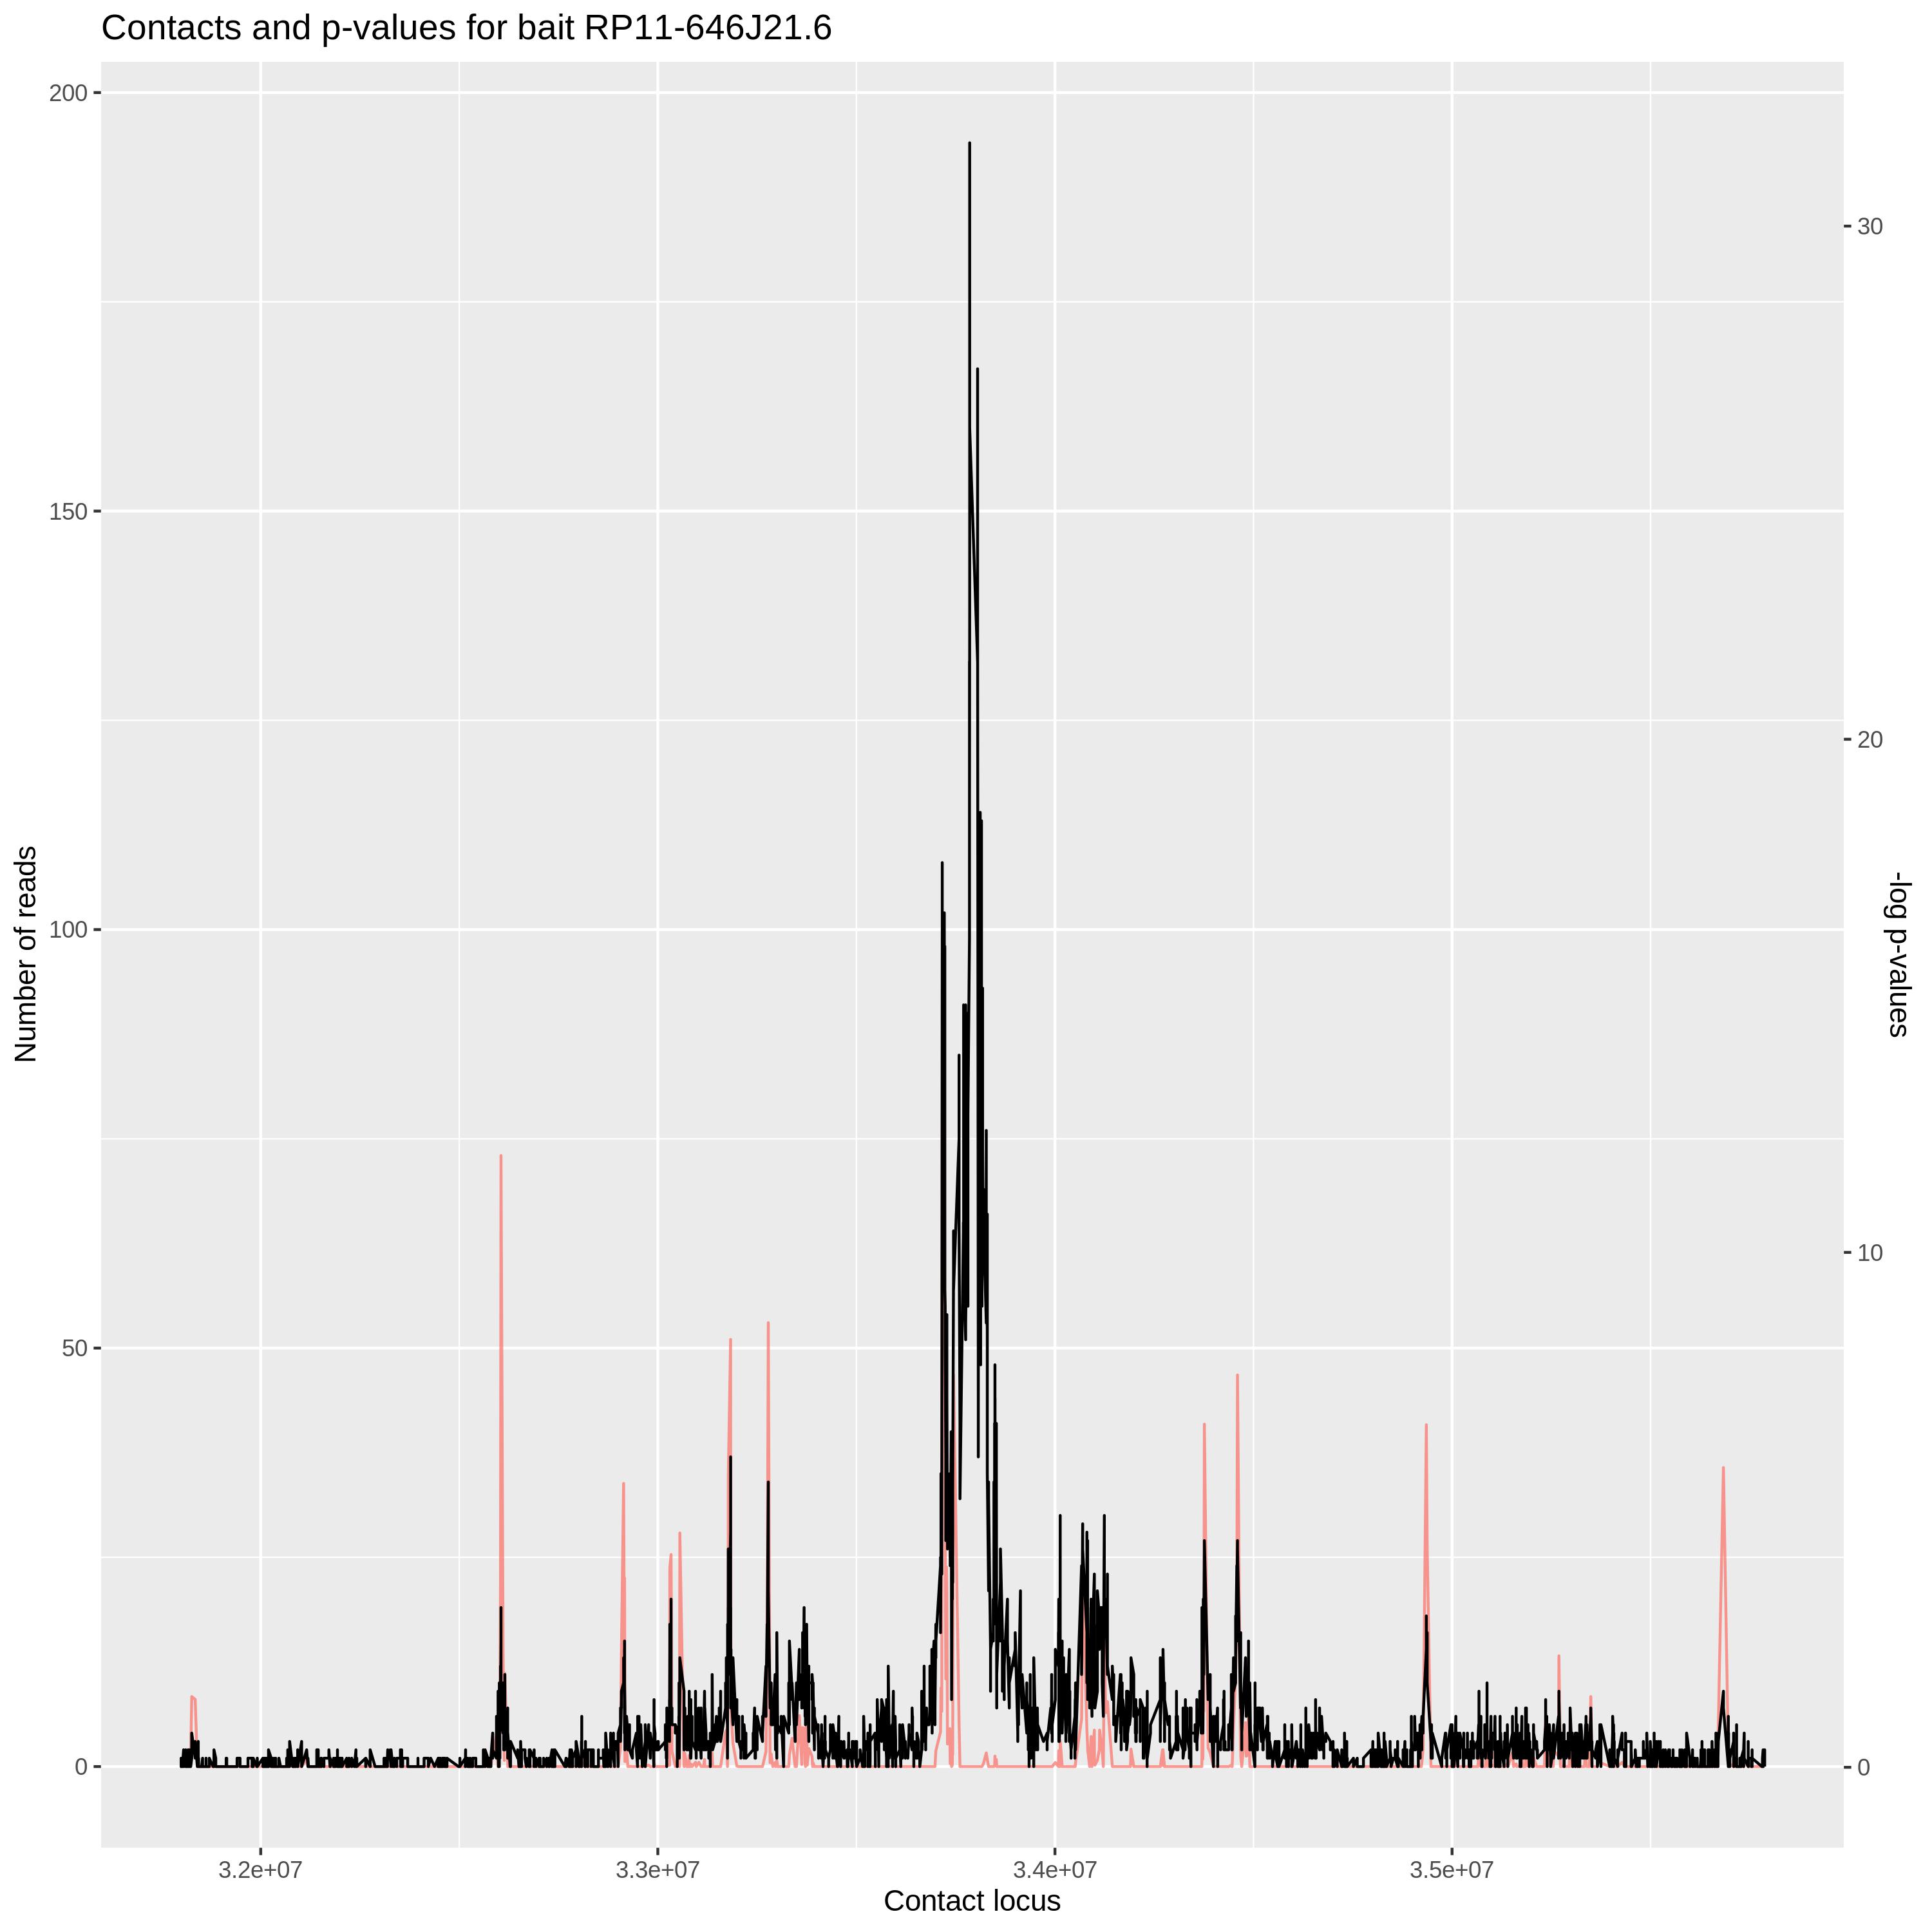 Contacts and p-values for bait RP11-646J21.6
200
150
100
50
0
Number of reads
30
20
10
0
-log p-values
3.2e+07
3.3e+07
3.4e+07
3.5e+07
Contact locus